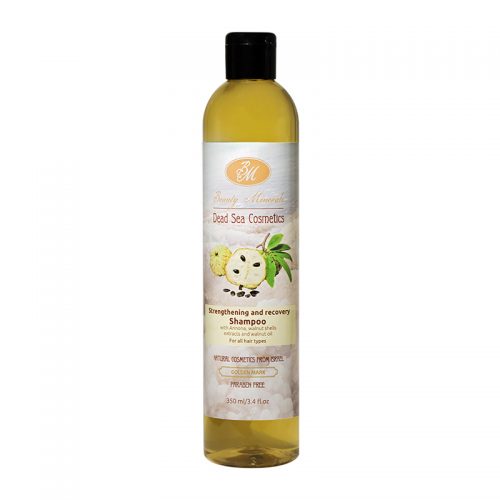 BM
Beauty Minerals
Dead Sea Cosmetics
Strengthening and recovery
Shampoo
with Annona, walnut shells
extracts and walnut oil
For all hair types
NATURAL COSMETICS FROM ISRAEL
GOLDEN MARK
PARABEN FREE
350 ml/3.4 fl.oz